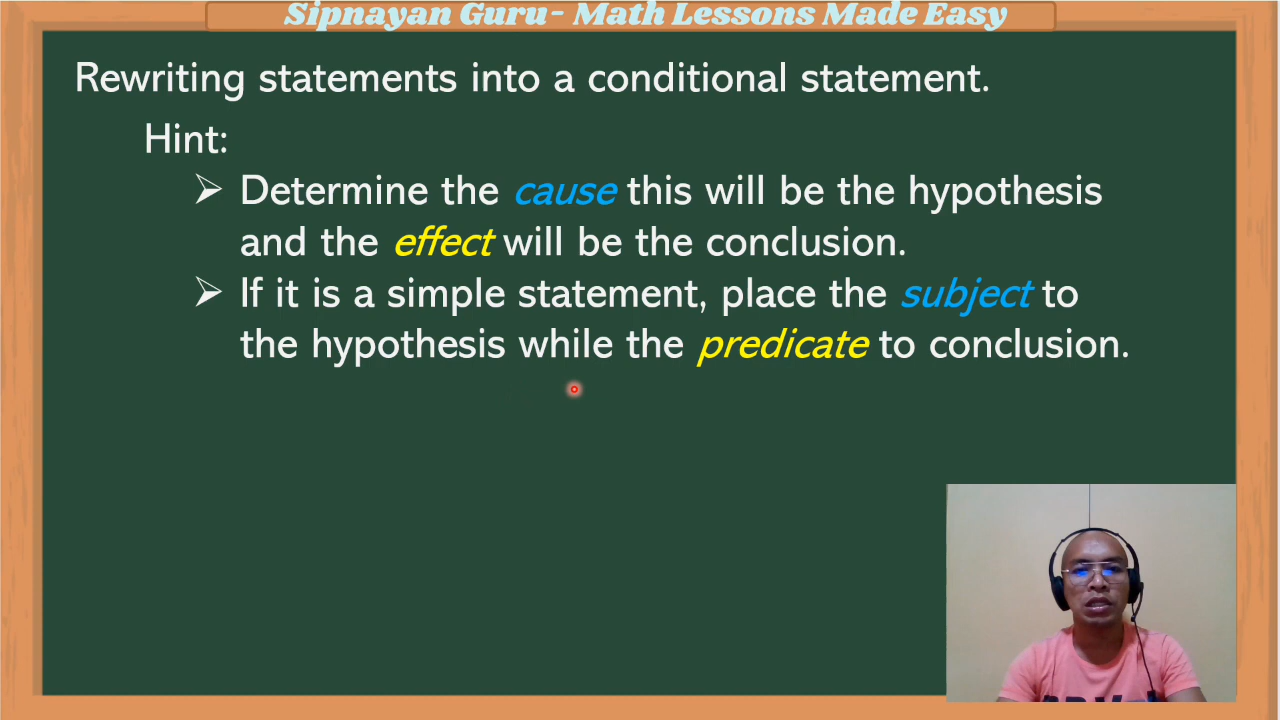 Sipnayan Guru- Math Lessons Made Easy
Rewriting statements into a conditional statement.
Hint:
➢ Determine the cause this will be the hypothesis
and the effect will be the conclusion.
➢ If it is a simple statement, place the subject to
the hypothesis while the predicate to conclusion.